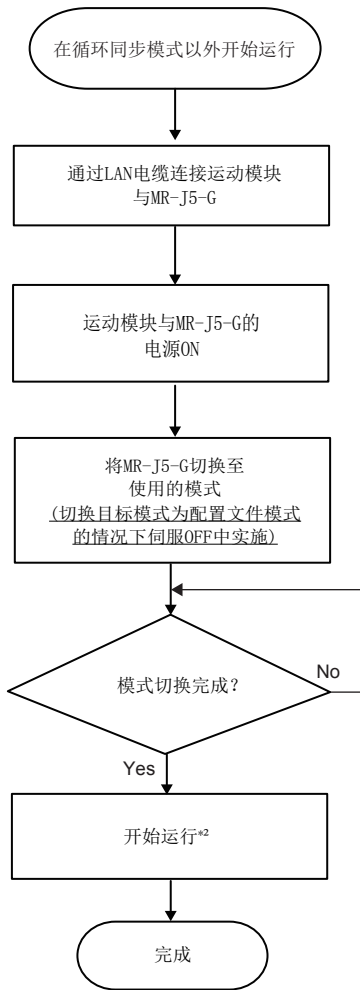 在循环同步模式以外开始运行
通过LAN电缆连接运动模块
与MR-J5-G
运动模块与MR-J5-G的
电源ON
将MR-J5-G切换至
使用的模式
(切换目标模式为配置文件模式
的情况下伺服OFF中实施)
模式切换完成?
No
Yes
开始运行*²
完成